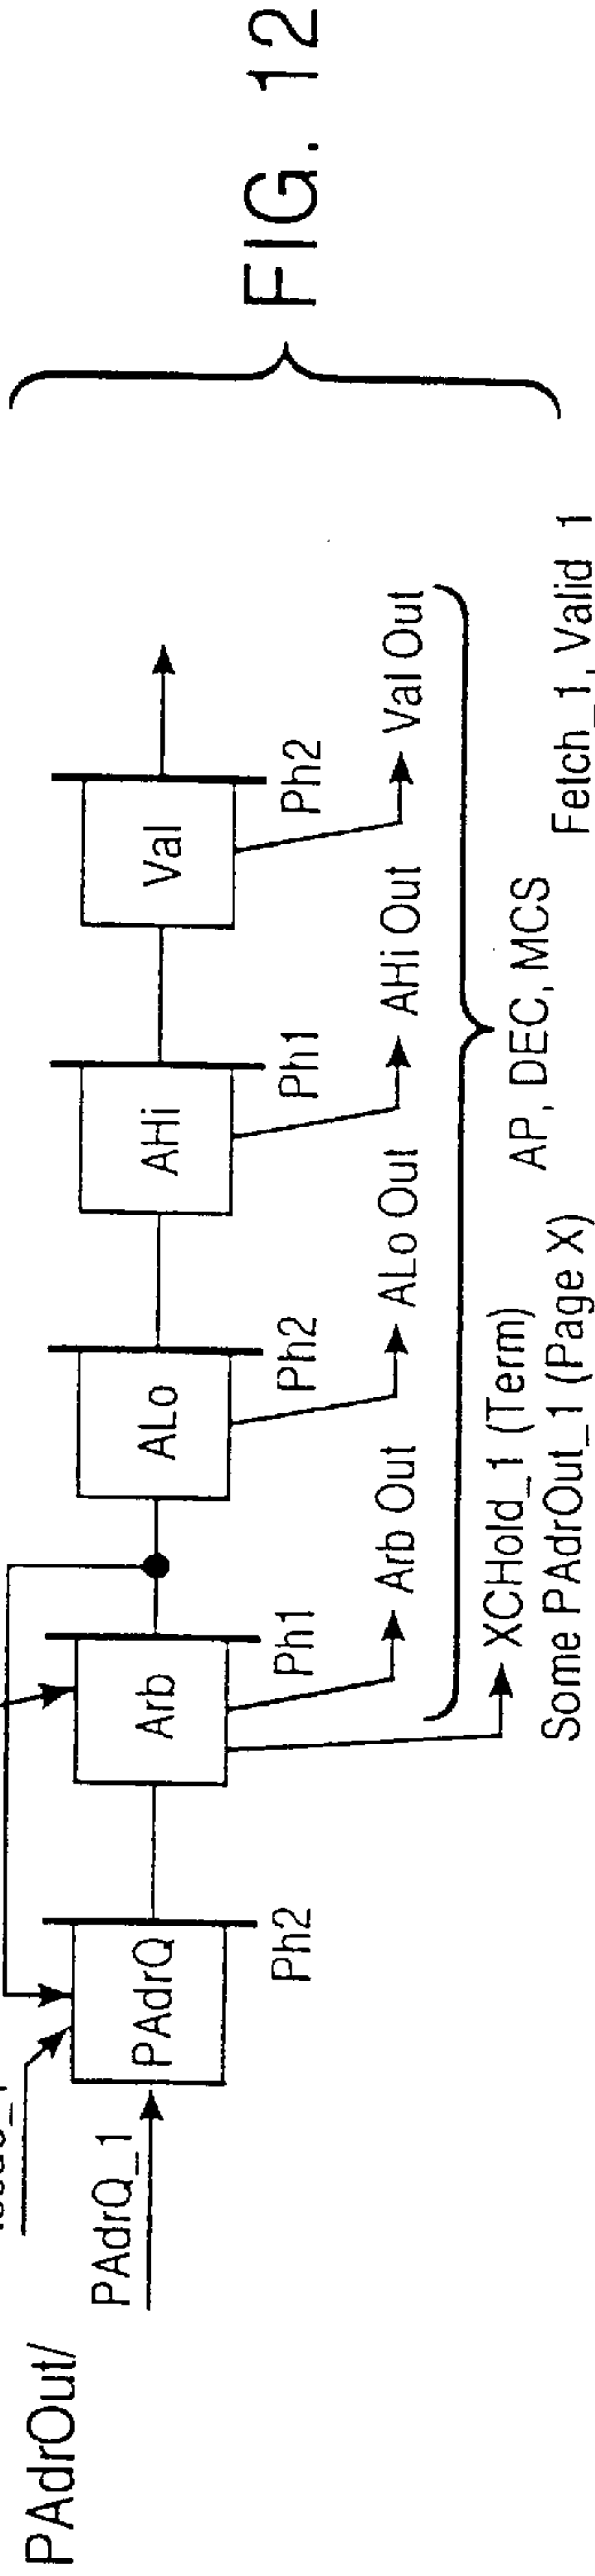 FIG. 12
PAdrOut/
PAdrQ_1
PAdrQ
Ph2
Arb
Ph1
ALo
Ph2
AHi
Ph1
Val
Ph2
Arb Out
ALo Out
AHi Out
Val Out
XCHold_1 (Term)
Some PAdrOut_1 (Page X)
AP, DEC, MCS
Fetch_1, Valid_1